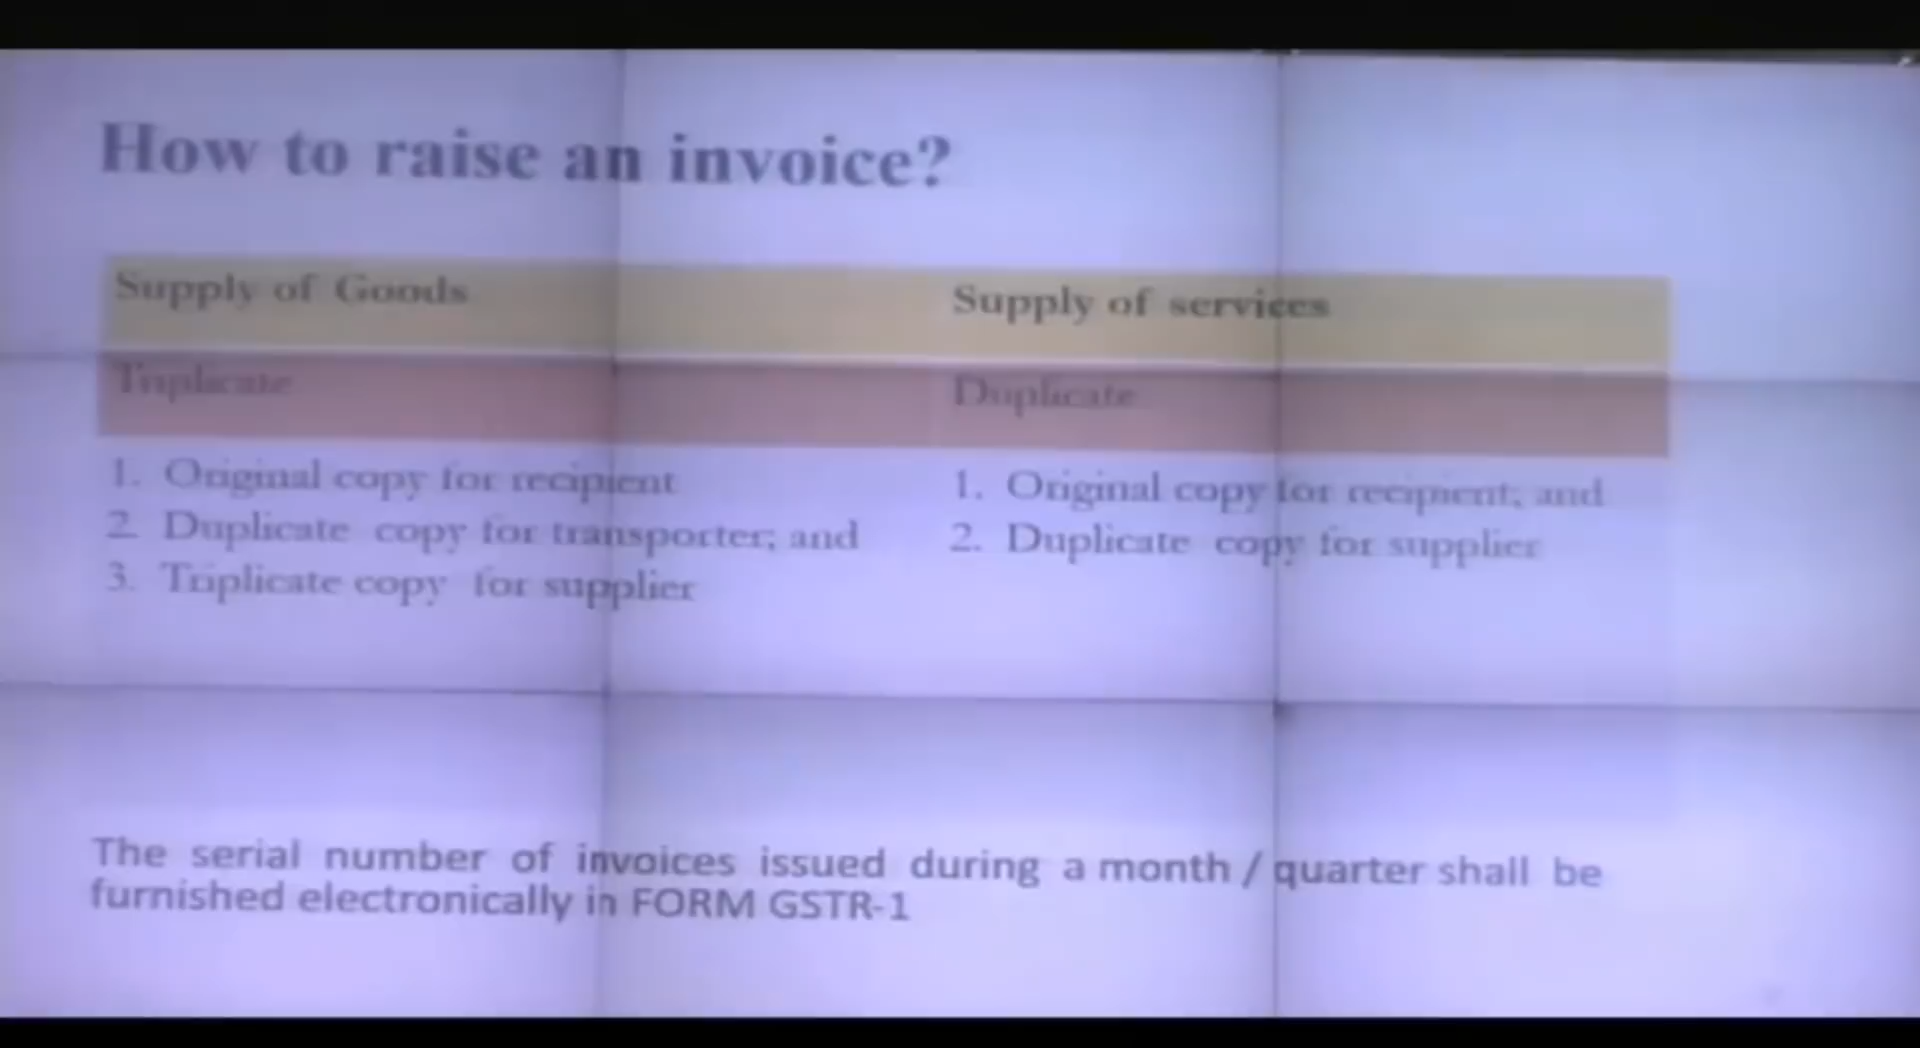 How to raise an invoice?
Supply of Goods
Supply of services
Triplicate
Duplicate
1. Original copy for recipient
2. Duplicate copy for transporter; and
3. Triplicate copy for supplier
1. Original copy for recipient; and
2. Duplicate copy for supplier
The serial number of invoices issued during a month / quarter shall be
furnished electronically in FORM GSTR-1